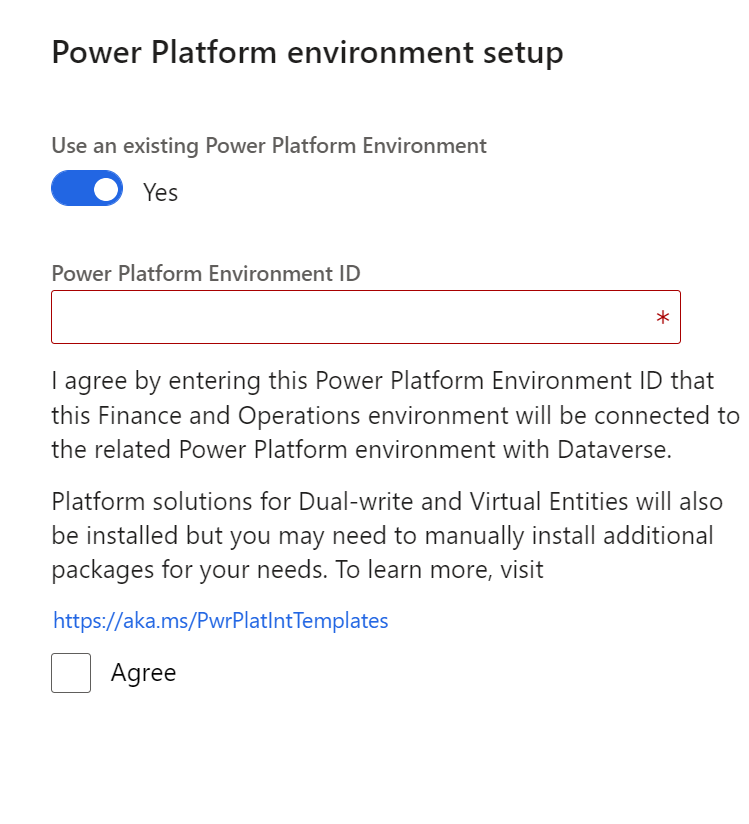 Power Platform environment setup
Use an existing Power Platform Environment
Yes
Power Platform Environment ID
*
I agree by entering this Power Platform Environment ID that
this Finance and Operations environment will be connected to
the related Power Platform environment with Dataverse.
Platform solutions for Dual-write and Virtual Entities will also
be installed but you may need to manually install additional
packages for your needs. To learn more, visit
https://aka.ms/PwrPlatIntTemplates
Agree